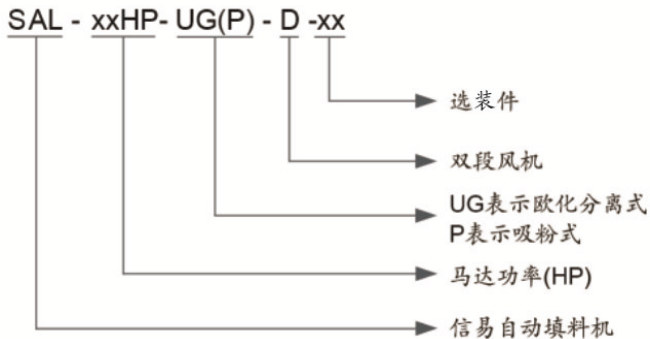 SAL - xxHP- UG(P) - D -xx
选装件
双段风机
UG表示欧化分离式
P表示吸粉式
马达功率(HP)
信易自动填料机